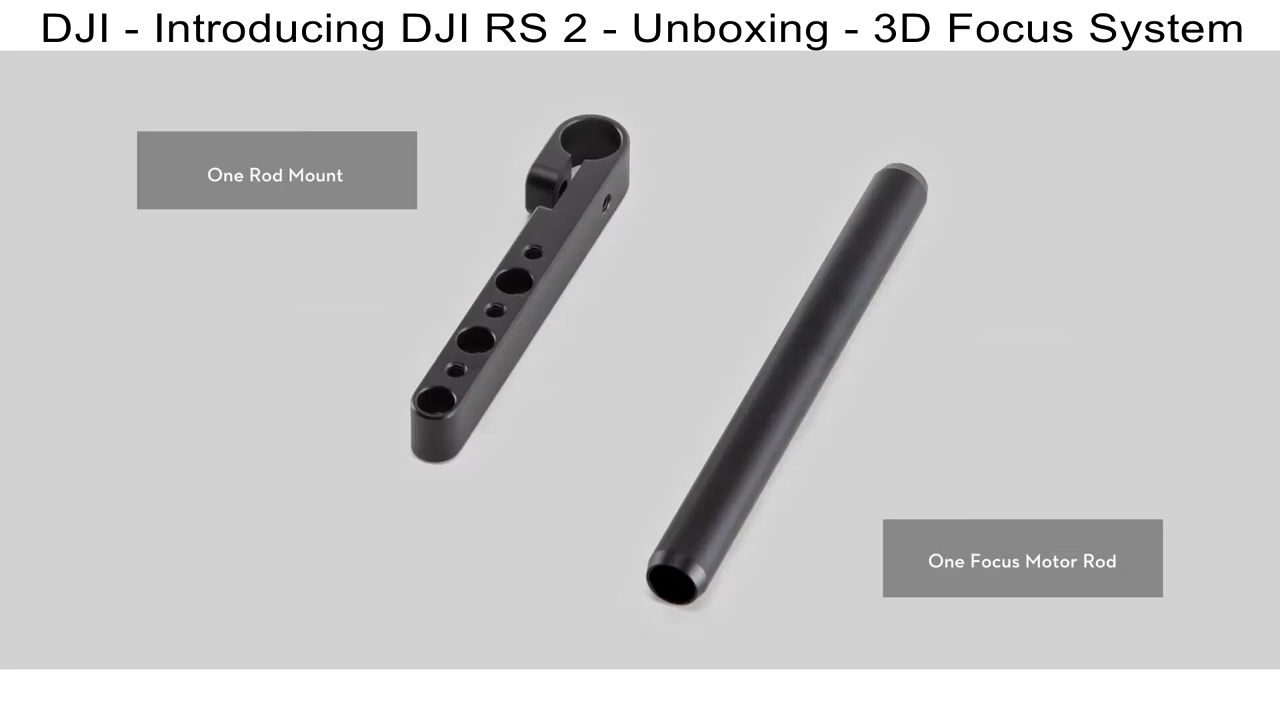 DJI - Introducing DJI RS 2 - Unboxing - 3D Focus System
One Rod Mount
One Focus Motor Rod